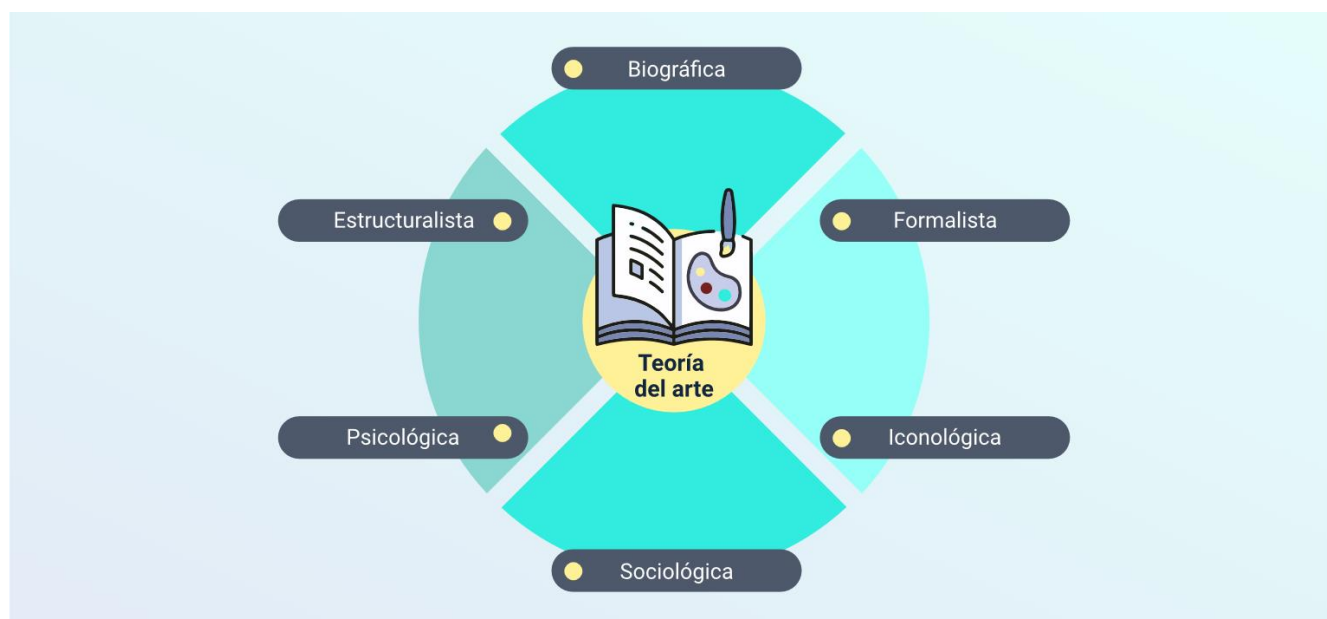 Biográfica
Estructuralista
Formalista
Teoría
del arte
Psicológica
Iconológica
Sociológica